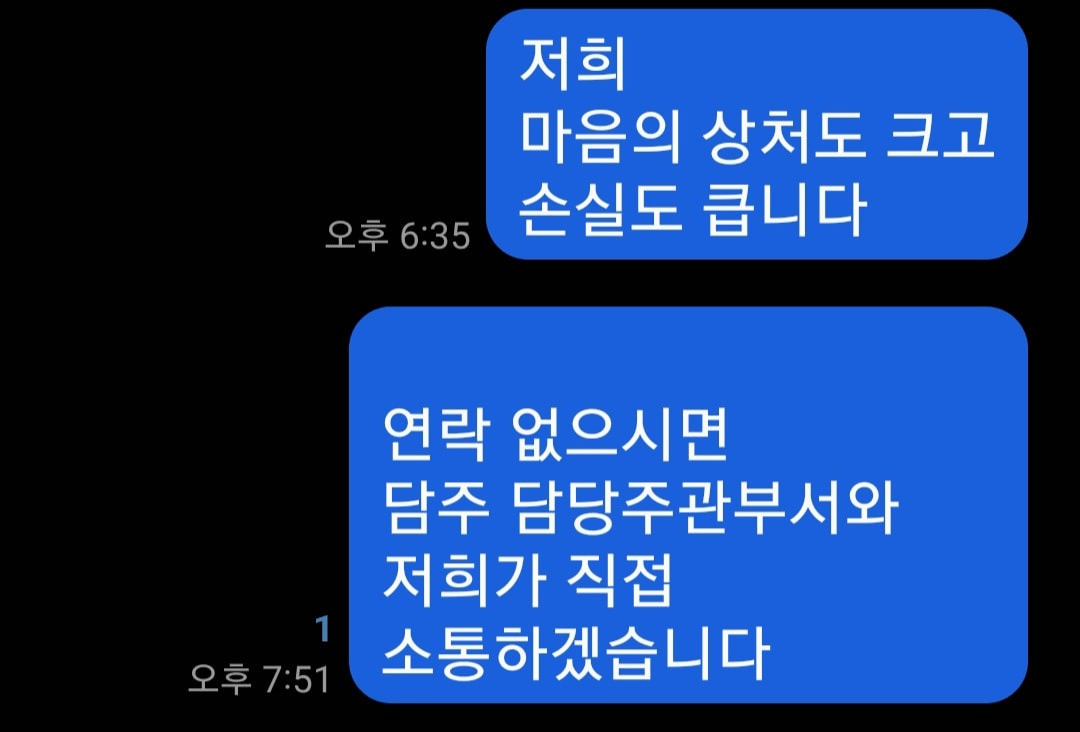 저희
마음의 상처도 크고
손실도 큽니다
오후 6:35
연락 없으시면
담주 담당주관부서와
저희가 직접
소통하겠습니다
1
오후 7:51